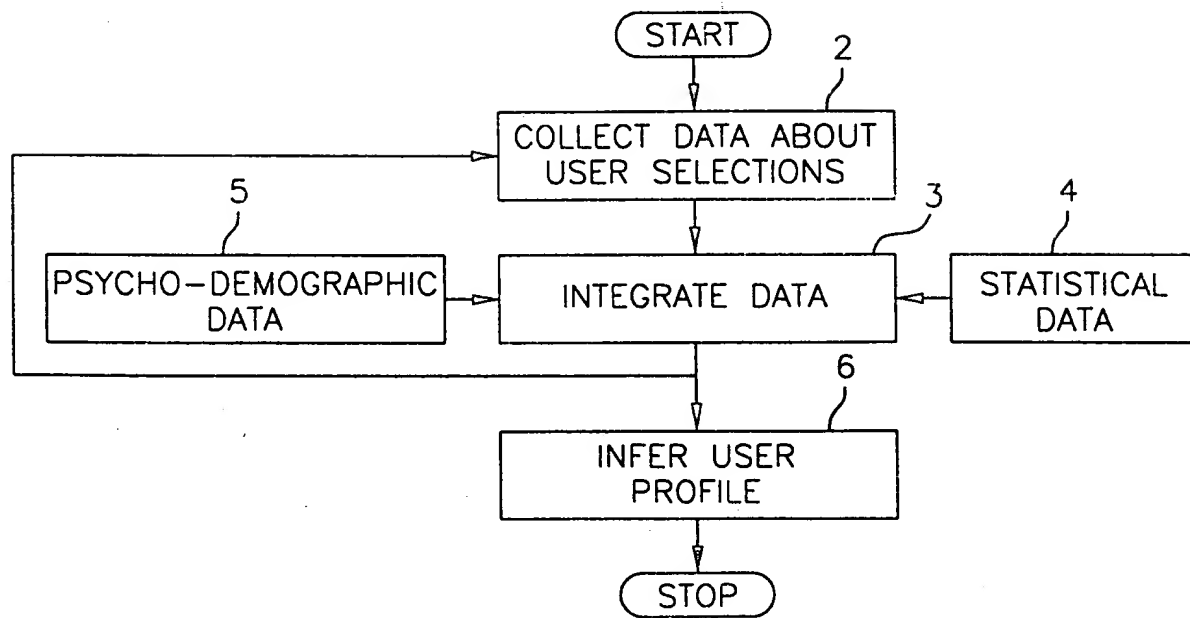 START
2
COLLECT DATA ABOUT
USER SELECTIONS
5
3
4
PSYCHO-DEMOGRAPHIC
DATA
INTEGRATE DATA
STATISTICAL
DATA
6
INFER USER
PROFILE
STOP